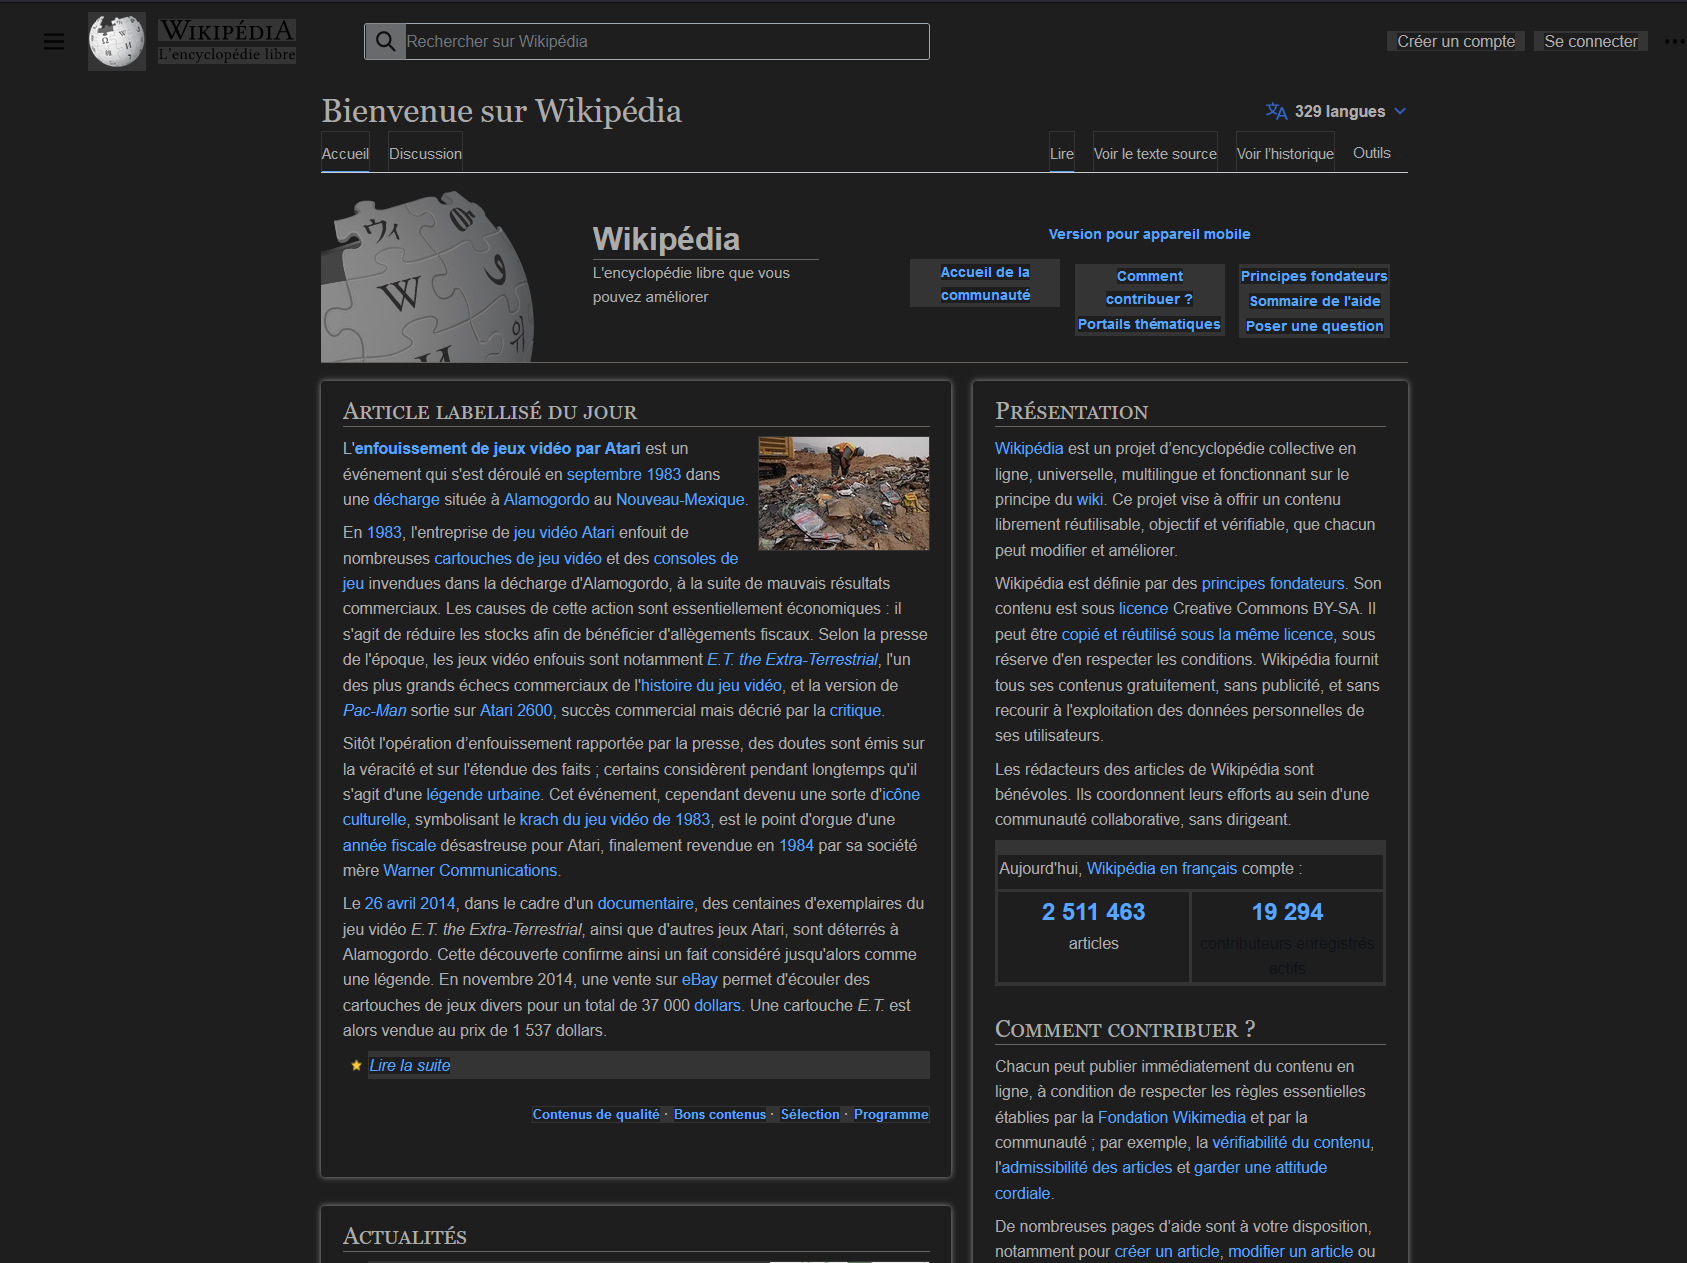 WIKIPÉDIA
L'encyclopédie libre
Rechercher sur Wikipédia
Créer un compte
Se connecter
Bienvenue sur Wikipédia
329 langues
Accueil
Discussion
Lire
Voir le texte source
Voir l’historique
Outils
Wikipédia
L'encyclopédie libre que vous
pouvez améliorer
Version pour appareil mobile
Accueil de la
communauté
Comment
contribuer ?
Portails thématiques
Principes fondateurs
Sommaire de l'aide
Poser une question
Article labellisé du jour
L'enfouissement de jeux vidéo par Atari est un
événement qui s'est déroulé en septembre 1983 dans
une décharge située à Alamogordo au Nouveau-Mexique.
En 1983, l'entreprise de jeu vidéo Atari enfouit de
nombreuses cartouches de jeu vidéo et des consoles de
jeu invendues dans la décharge d'Alamogordo, à la suite de mauvais résultats
commerciaux. Les causes de cette action sont essentiellement économiques : il
s'agit de réduire les stocks afin de bénéficier d'allègements fiscaux. Selon la presse
de l'époque, les jeux vidéo enfouis sont notamment E.T. the Extra-Terrestrial, l'un
des plus grands échecs commerciaux de l'histoire du jeu vidéo, et la version de
Pac-Man sortie sur Atari 2600, succès commercial mais décrié par la critique.
Sitôt l'opération d’enfouissement rapportée par la presse, des doutes sont émis sur
la véracité et sur l'étendue des faits ; certains considèrent pendant longtemps qu'il
s'agit d'une légende urbaine. Cet événement, cependant devenu une sorte d'icône
culturelle, symbolisant le krach du jeu vidéo de 1983, est le point d'orgue d'une
année fiscale désastreuse pour Atari, finalement revendue en 1984 par sa société
mère Warner Communications.
Le 26 avril 2014, dans le cadre d'un documentaire, des centaines d'exemplaires du
jeu vidéo E.T. the Extra-Terrestrial, ainsi que d'autres jeux Atari, sont déterrés à
Alamogordo. Cette découverte confirme ainsi un fait considéré jusqu'alors comme
une légende. En novembre 2014, une vente sur eBay permet d'écouler des
cartouches de jeux divers pour un total de 37 000 dollars. Une cartouche E.T. est
alors vendue au prix de 1 537 dollars.
Lire la suite
Contenus de qualité · Bons contenus · Sélection · Programme
Actualités
Présentation
Wikipédia est un projet d’encyclopédie collective en
ligne, universelle, multilingue et fonctionnant sur le
principe du wiki. Ce projet vise à offrir un contenu
librement réutilisable, objectif et vérifiable, que chacun
peut modifier et améliorer.
Wikipédia est définie par des principes fondateurs. Son
contenu est sous licence Creative Commons BY-SA. Il
peut être copié et réutilisé sous la même licence, sous
réserve d'en respecter les conditions. Wikipédia fournit
tous ses contenus gratuitement, sans publicité, et sans
recourir à l'exploitation des données personnelles de
ses utilisateurs.
Les rédacteurs des articles de Wikipédia sont
bénévoles. Ils coordonnent leurs efforts au sein d'une
communauté collaborative, sans dirigeant.
Aujourd'hui, Wikipédia en français compte :
2 511 463
articles
19 294
contributeurs enregistrés
actifs
Comment contribuer ?
Chacun peut publier immédiatement du contenu en
ligne, à condition de respecter les règles essentielles
établies par la Fondation Wikimedia et par la
communauté ; par exemple, la vérifiabilité du contenu,
l'admissibilité des articles et garder une attitude
cordiale.
De nombreuses pages d’aide sont à votre disposition,
notamment pour créer un article, modifier un article ou